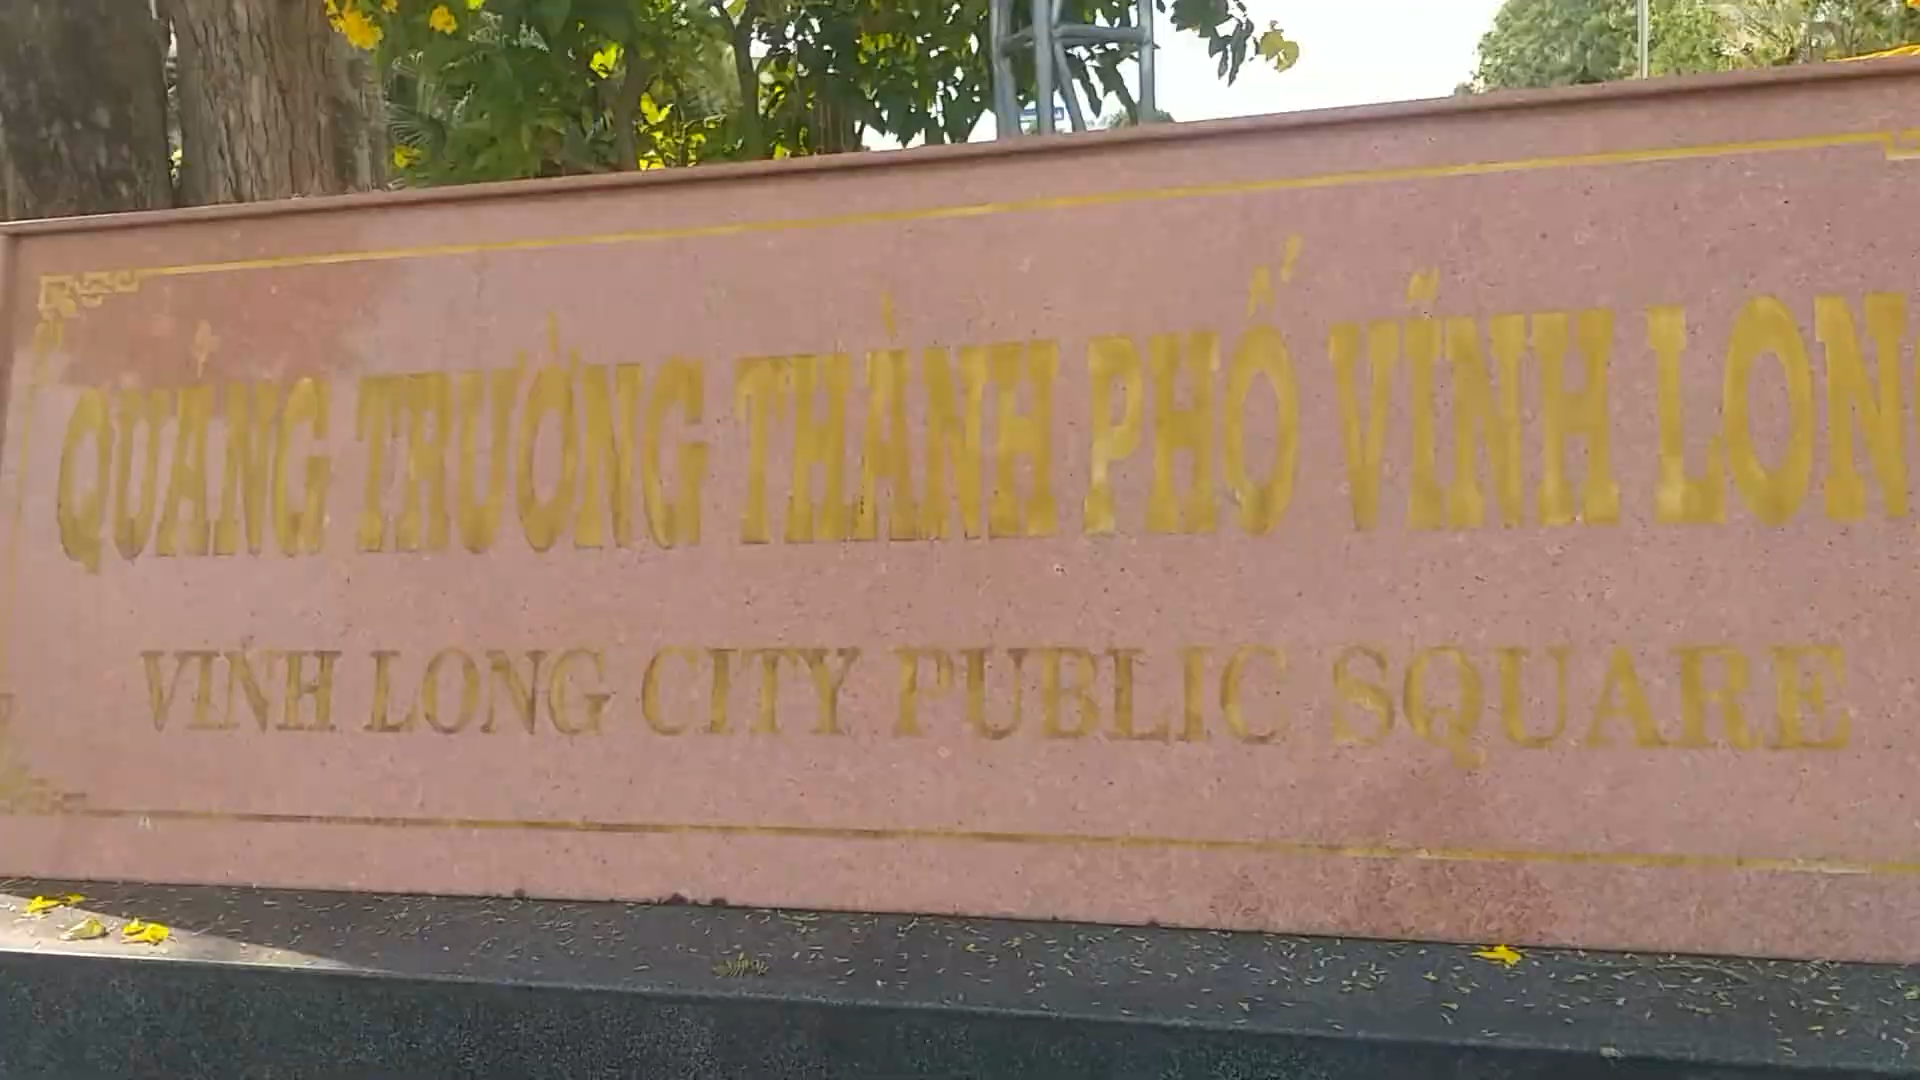 QUẢNG TRƯỜNG THÀNH PHỐ VĨNH LON
VINH LONG CITY PUBLIC SQUARE